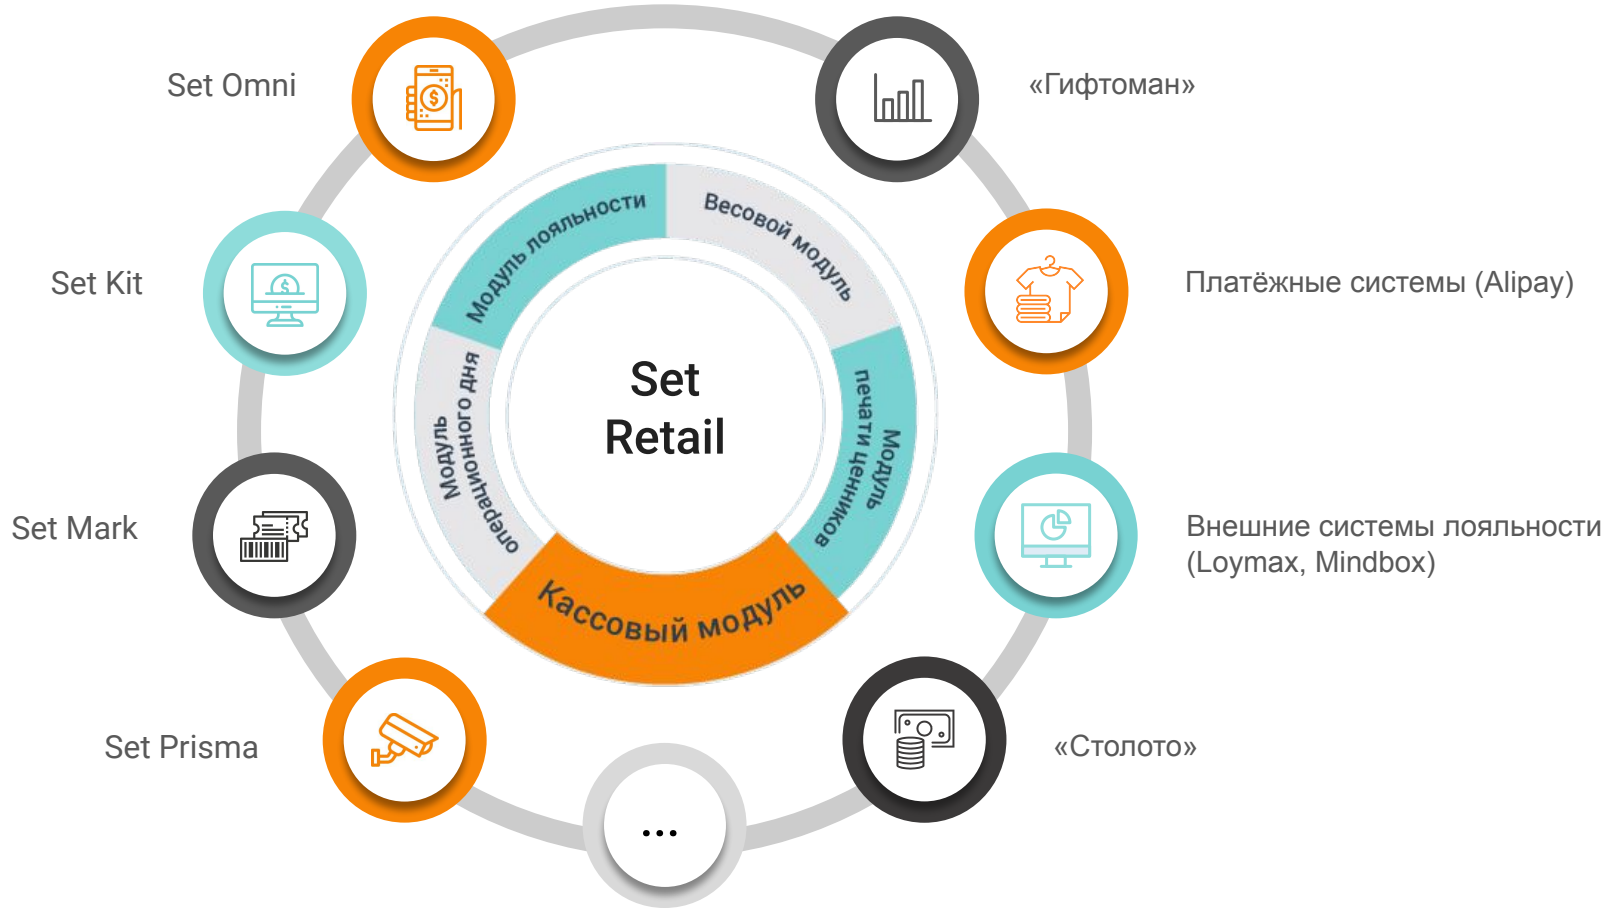 Set Omni
«Гифтоман»
Set Kit
Платёжные системы (Alipay)
Set Mark
Внешние системы лояльности
(Loymax, Mindbox)
Set Prisma
«Столото»
...
Модуль лояльности
Весовой модуль
Модуль
печати ценников
Кассовый модуль
Модуль
операционного дня
Set
Retail